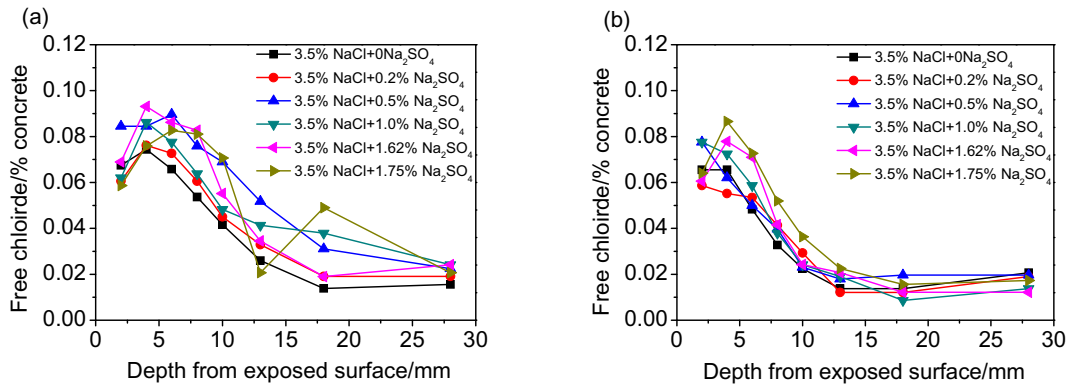 (a)
0.12
0.10
0.08
0.06
0.04
0.02
0.00
Free chloirde/% concrete
3.5% NaCl+0Na₂SO₄
3.5% NaCl+0.2% Na₂SO₄
3.5% NaCl+0.5% Na₂SO₄
3.5% NaCl+1.0% Na₂SO₄
3.5% NaCl+1.62% Na₂SO₄
3.5% NaCl+1.75% Na₂SO₄
0 5 10 15 20 25 30
Depth from exposed surface/mm
(b)
0.12
0.10
0.08
0.06
0.04
0.02
0.00
Free chloirde/% concrete
3.5% NaCl+0Na₂SO₄
3.5% NaCl+0.2% Na₂SO₄
3.5% NaCl+0.5% Na₂SO₄
3.5% NaCl+1.0% Na₂SO₄
3.5% NaCl+1.62% Na₂SO₄
3.5% NaCl+1.75% Na₂SO₄
0 5 10 15 20 25 30
Depth from exposed surface/mm